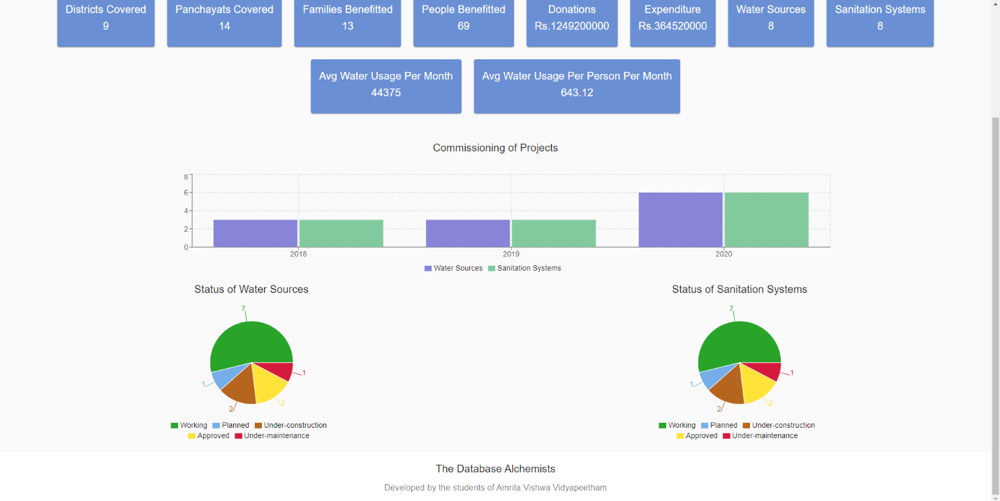 Districts Covered
9
Panchayats Covered
14
Families Benefitted
13
People Benefitted
69
Donations
Rs.1249200000
Expenditure
Rs.364520000
Water Sources
8
Sanitation Systems
8
Avg Water Usage Per Month
44375
Avg Water Usage Per Person Per Month
643.12
Commissioning of Projects
8
6
4
2
0
2018
2019
2020
Water Sources
Sanitation Systems
Status of Water Sources
7
1
2
2
1
Working
Planned
Under-construction
Approved
Under-maintenance
Status of Sanitation Systems
7
1
2
2
1
Working
Planned
Under-construction
Approved
Under-maintenance
The Database Alchemists
Developed by the students of Amrita Vishwa Vidyapeetham